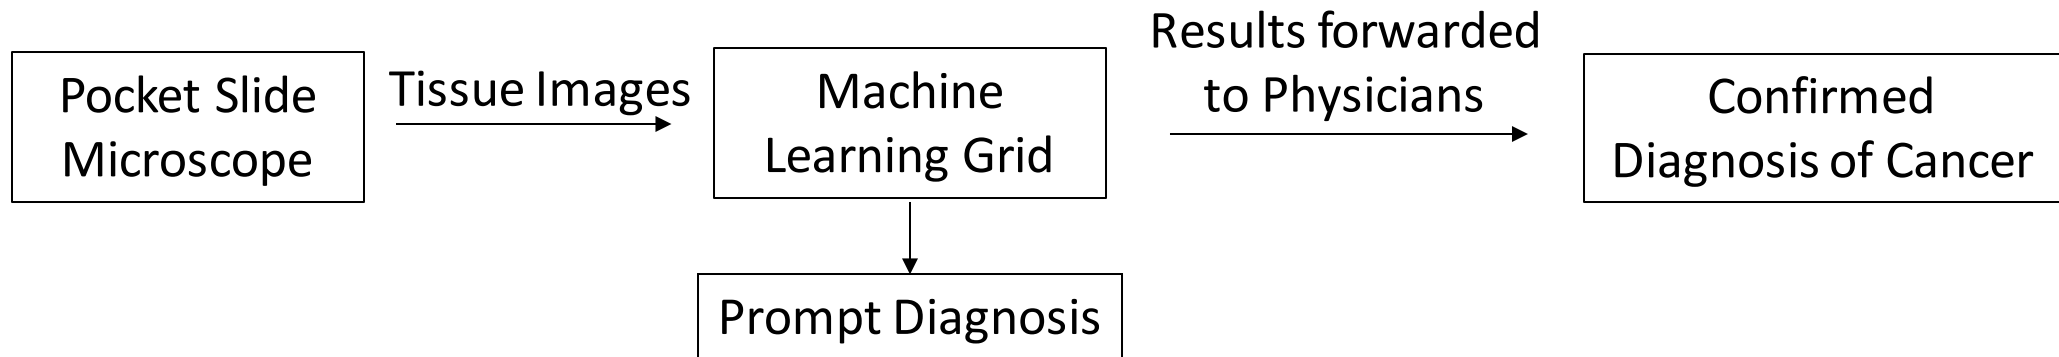 Pocket Slide
Microscope
Tissue Images
Machine
Learning Grid
Results forwarded
to Physicians
Confirmed
Diagnosis of Cancer
Prompt Diagnosis